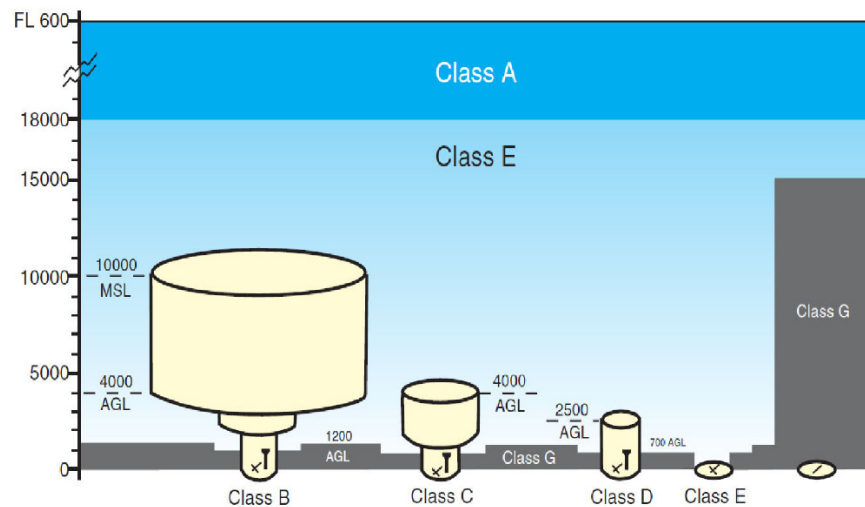 FL 600
Class A
18000
Class E
15000
10000
MSL
10000
Class G
5000
4000
AGL
4000
AGL
2500
AGL
1200
AGL
Class G
700 AGL
0
Class B
Class C
Class D
Class E